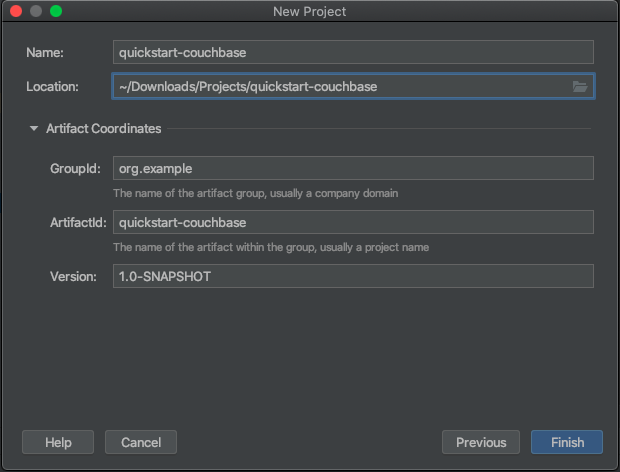 New Project
Name: quickstart-couchbase
Location: ~/Downloads/Projects/quickstart-couchbase
Artifact Coordinates
GroupId: org.example
The name of the artifact group, usually a company domain
ArtifactId: quickstart-couchbase
The name of the artifact within the group, usually a project name
Version: 1.0-SNAPSHOT
Help Cancel Previous Finish